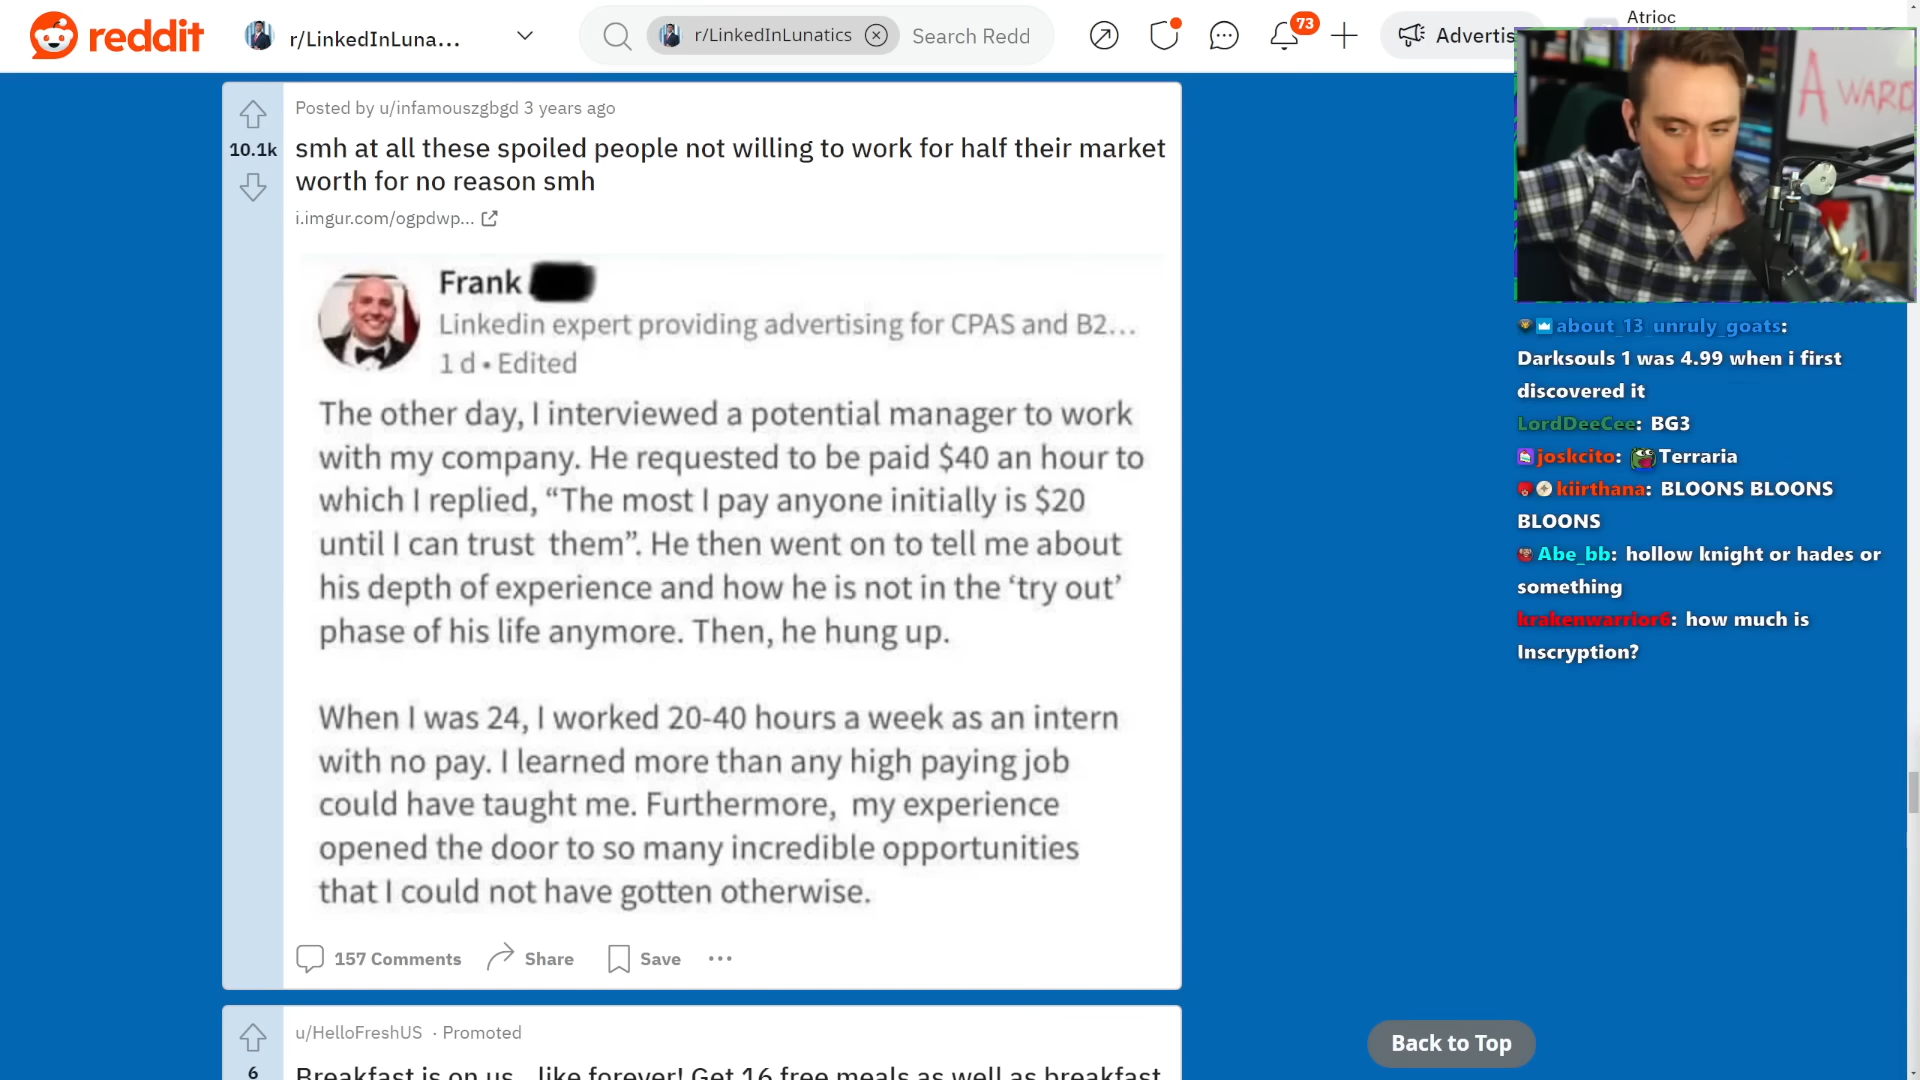 reddit
r/LinkedInLuna...
r/LinkedInLunatics
Search Redd
73
Advertis
Atrioc
A WARD
Posted by u/infamouszgbgd 3 years ago
10.1k
smh at all these spoiled people not willing to work for half their market
worth for no reason smh
i.imgur.com/ogpdwp...
Frank
Linkedin expert providing advertising for CPAS and B2...
1 d • Edited
The other day, I interviewed a potential manager to work
with my company. He requested to be paid $40 an hour to
which I replied, “The most I pay anyone initially is $20
until I can trust them”. He then went on to tell me about
his depth of experience and how he is not in the ‘try out’
phase of his life anymore. Then, he hung up.
When I was 24, I worked 20-40 hours a week as an intern
with no pay. I learned more than any high paying job
could have taught me. Furthermore, my experience
opened the door to so many incredible opportunities
that I could not have gotten otherwise.
157 Comments
Share
Save
u/HelloFreshUS · Promoted
6
Breakfast is on us...like forever! Get 16 free meals as well as breakfast
about_13_unruly_goats:
Darksouls 1 was 4.99 when i first
discovered it
LordDeeCee: BG3
joskcito: Terraria
kiirthana: BLOONS BLOONS
BLOONS
Abe_bb: hollow knight or hades or
something
krakenwarrior6: how much is
Inscryption?
Back to Top